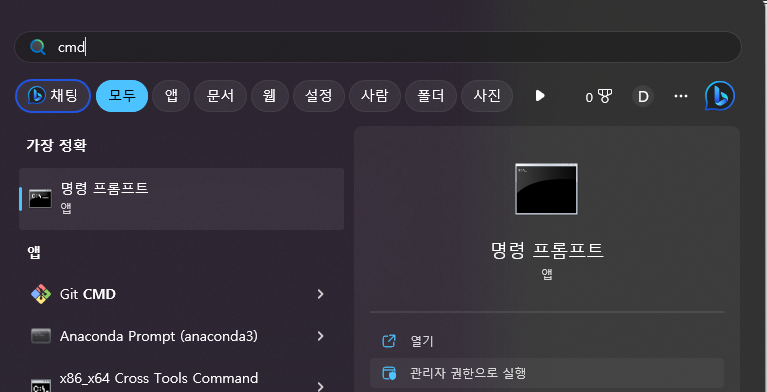 cmd
채팅 모두 앱 문서 웹 설정 사람 폴더 사진 0 D
가장 정확
명령 프롬프트
앱
앱
Git CMD
Anaconda Prompt (anaconda3)
x86_x64 Cross Tools Command
명령 프롬프트
앱
열기
관리자 권한으로 실행